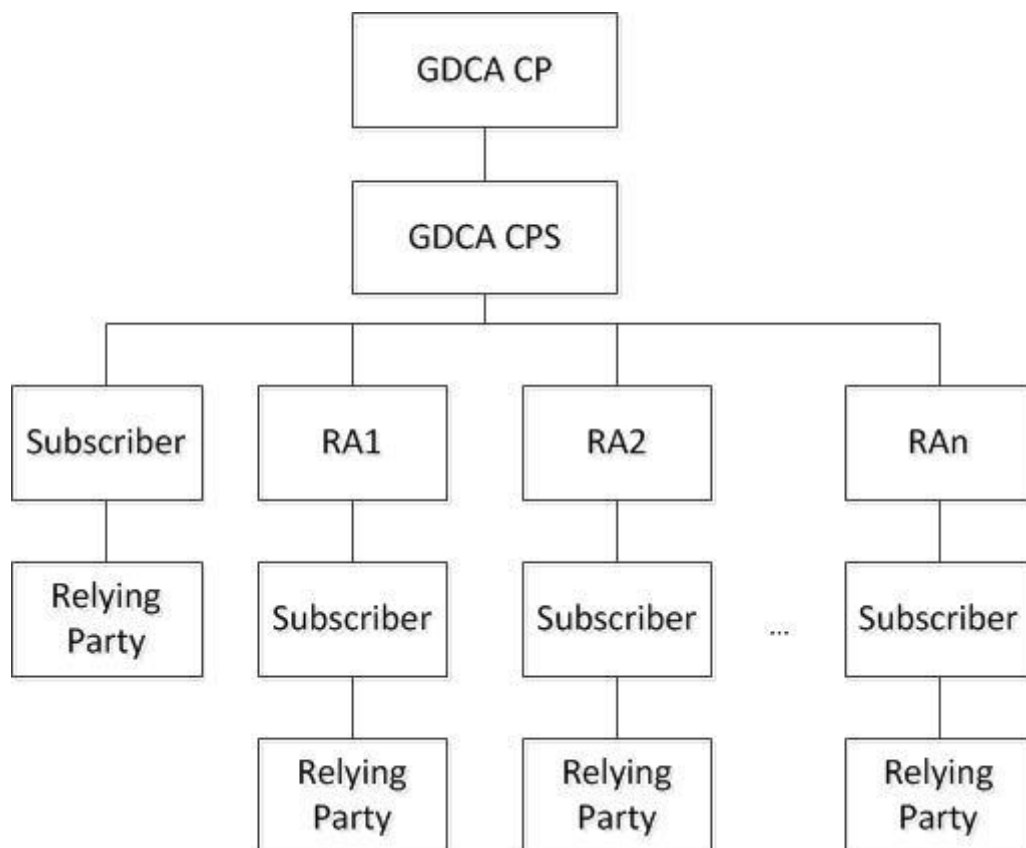 GDCA CP
GDCA CPS
Subscriber
RA1
RA2
RAn
Relying
Party
Subscriber
Subscriber
...
Subscriber
Relying
Party
Relying
Party
Relying
Party